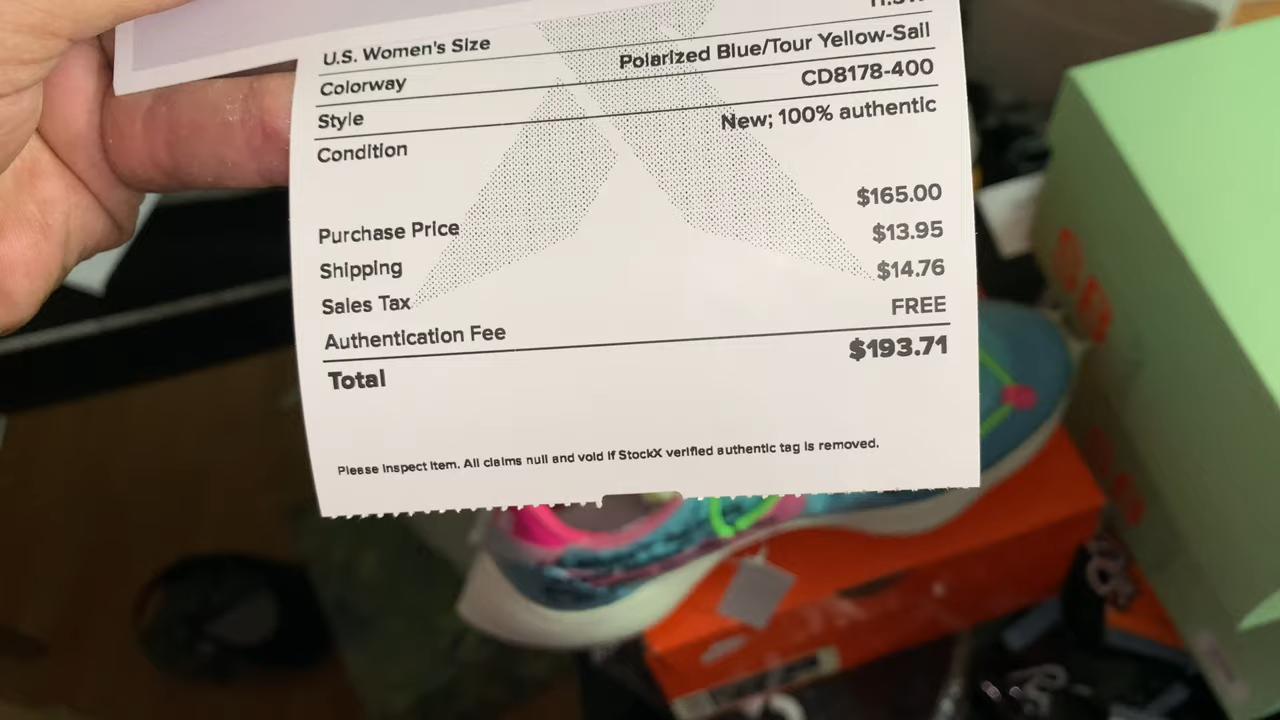 U.S. Women's Size
Colorway Polarized Blue/Tour Yellow-Sail
Style CD8178-400
Condition New; 100% authentic
Purchase Price $165.00
Shipping $13.95
Sales Tax $14.76
Authentication Fee FREE
Total $193.71
Please inspect item. All claims null and void if StockX verified authentic tag is removed.